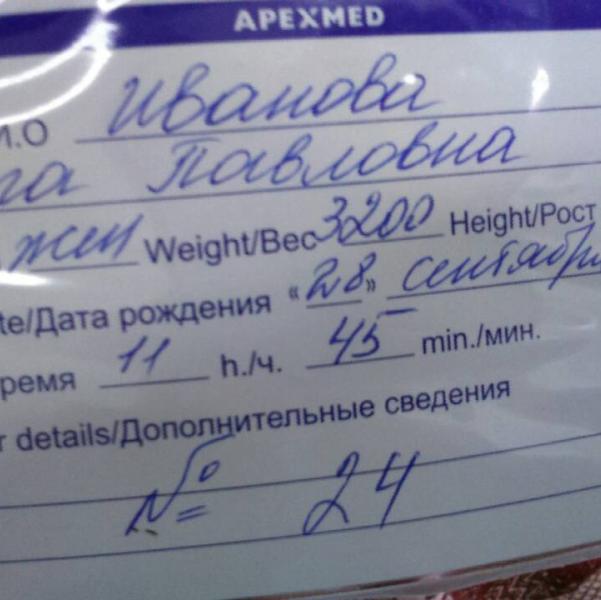 APEXMED
И.О Иванова
га Павловна
жен Weight/Вес 3200 Height/Рост
te/Дата рождения «28» сентября
ремя 11 h./ч. 45 min./мин.
r details/Дополнительные сведения
№ 24